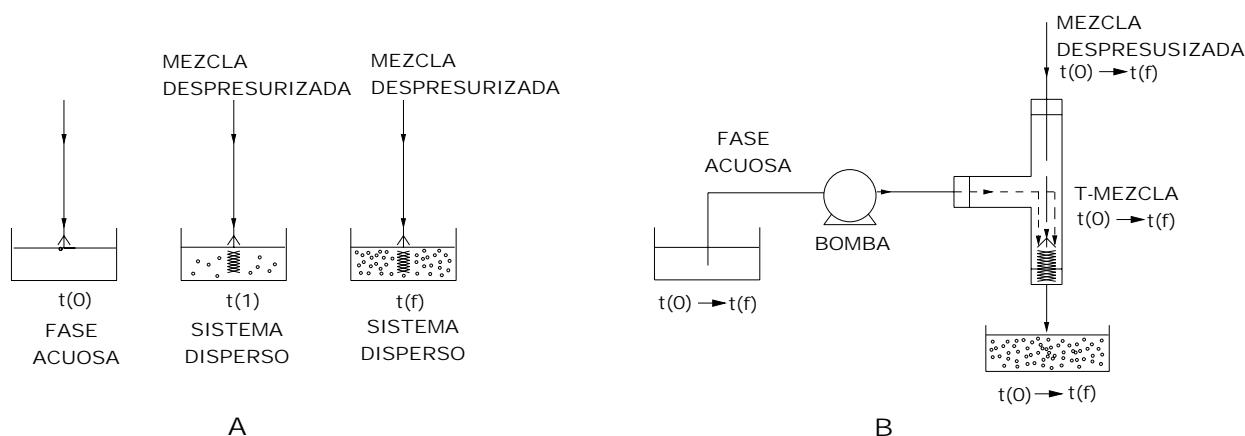 MEZCLA
DESPRESURIZADA
MEZCLA
DESPRESURIZADA
t(0)
FASE
ACUOSA
t(1)
SISTEMA
DISPERSO
t(f)
SISTEMA
DISPERSO
A
MEZCLA
DESPRESUSIZADA
t(0) → t(f)
FASE
ACUOSA
BOMBA
T-MEZCLA
t(0) → t(f)
t(0) → t(f)
t(0) → t(f)
B